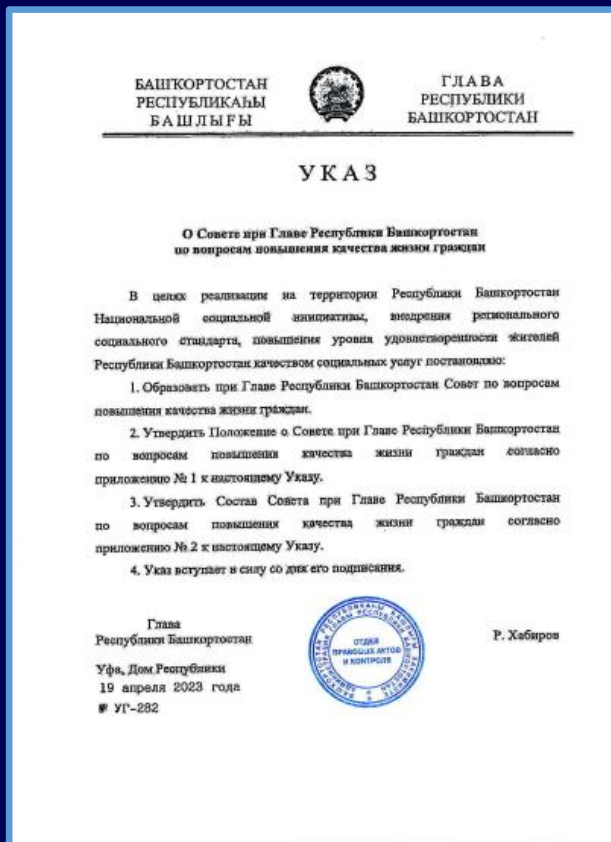 БАШҠОРТОСТАН
РЕСПУБЛИКАҺЫ
БАШЛЫҒЫ
ГЛАВА
РЕСПУБЛИКИ
БАШКОРТОСТАН
УКАЗ
О Совете при Главе Республики Башкортостан
по вопросам повышения качества жизни граждан
В целях реализации на территории Республики Башкортостан
Национальной социальной инициативы, внедрения регионального
социального стандарта, повышения уровня удовлетворенности жителей
Республики Башкортостан качеством социальных услуг постановляю:
1. Образовать при Главе Республики Башкортостан Совет по вопросам
повышения качества жизни граждан.
2. Утвердить Положение о Совете при Главе Республики Башкортостан
по вопросам повышения качества жизни граждан согласно
приложению № 1 к настоящему Указу.
3. Утвердить Состав Совета при Главе Республики Башкортостан
по вопросам повышения качества жизни граждан согласно
приложению № 2 к настоящему Указу.
4. Указ вступает в силу со дня его подписания.
Глава
Республики Башкортостан
Р. Хабиров
ОТДЕЛ
ПРАВОВЫХ АКТОВ
И КОНТРОЛЯ
Уфа, Дом Республики
19 апреля 2023 года
№ УГ-282